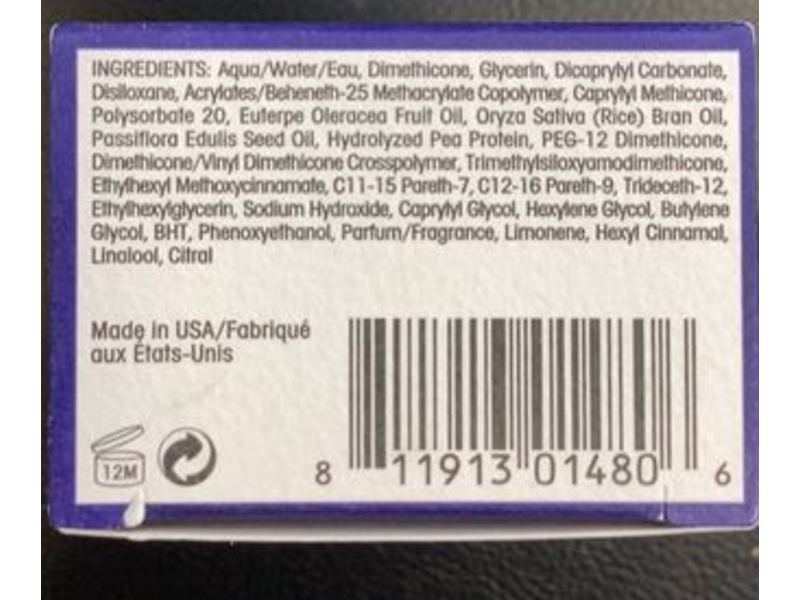 INGREDIENTS: Aqua/Water/Eau, Dimethicone, Glycerin, Dicaprylyl Carbonate,
Disiloxane, Acrylates/Beheneth-25 Methacrylate Copolymer, Caprylyl Methicone,
Polysorbate 20, Euterpe Oleracea Fruit Oil, Oryza Sativa (Rice) Bran Oil,
Passiflora Edulis Seed Oil, Hydrolyzed Pea Protein, PEG-12 Dimethicone,
Dimethicone/Vinyl Dimethicone Crosspolymer, Trimethylsiloxyamodimethicone,
Ethylhexyl Methoxycinnamate, C11-15 Pareth-7, C12-16 Pareth-9, Trideceth-12,
Ethylhexylglycerin, Sodium Hydroxide, Caprylyl Glycol, Hexylene Glycol, Butylene
Glycol, BHT, Phenoxyethanol, Parfum/Fragrance, Limonene, Hexyl Cinnamal,
Linalool, Citral
Made in USA/Fabriqué
aux États-Unis
12M
8 11913 01480 6